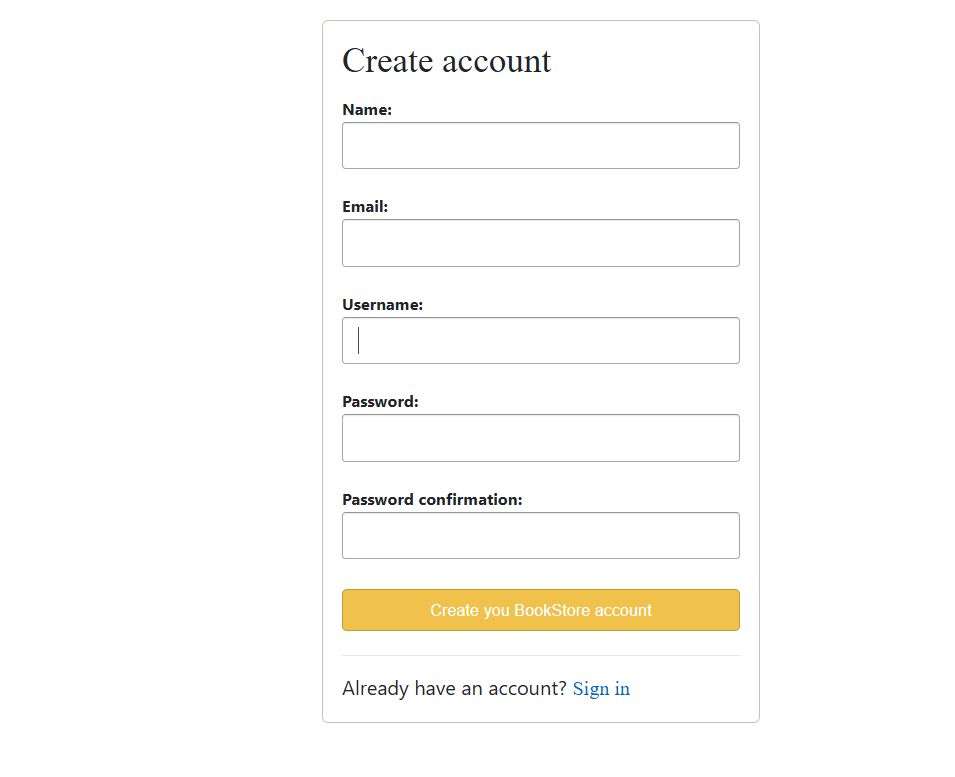 Create account
Name:
Email:
Username:
Password:
Password confirmation:
Create you BookStore account
Already have an account? Sign in